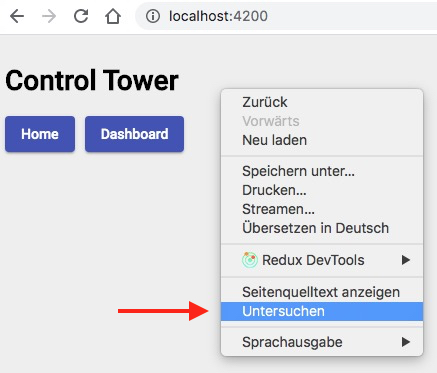 localhost:4200
Control Tower
Home
Dashboard
Zurück
Vorwärts
Neu laden
Speichern unter...
Drucken...
Streamen...
Übersetzen in Deutsch
Redux DevTools
Seitenquelltext anzeigen
Untersuchen
Sprachausgabe